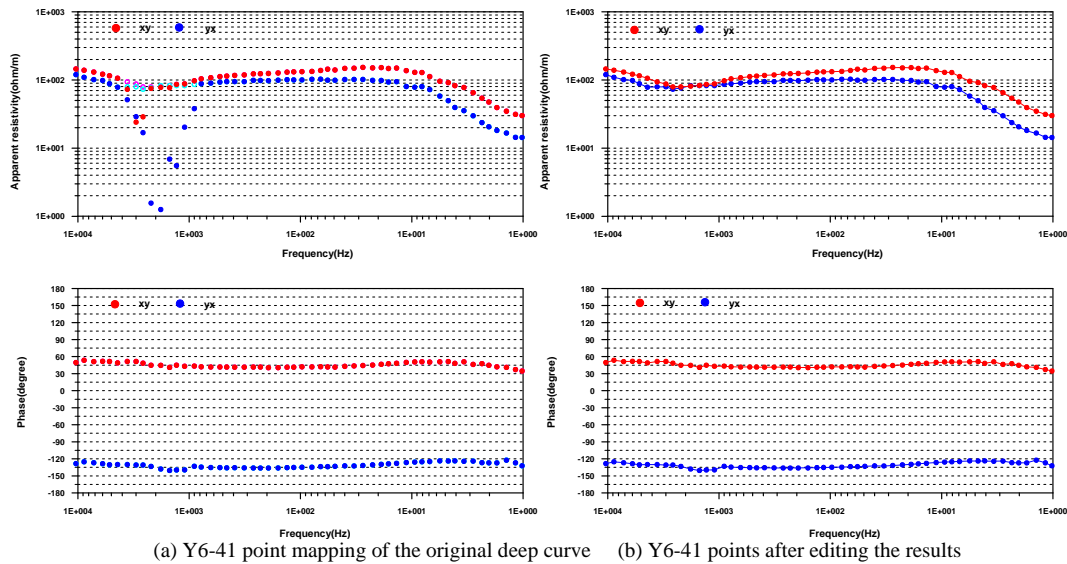 1E+003
xy yx
1E+002
1E+001
1E+000
Apparent resistivity(ohm/m)
1E+004 1E+003 1E+002 1E+001 1E+000
Frequency(Hz)
1E+003
xy yx
1E+002
1E+001
1E+000
Apparent resistivity(ohm/m)
1E+004 1E+003 1E+002 1E+001 1E+000
Frequency(Hz)
180
xy yx
150
120
90
60
30
0
-30
-60
-90
-120
-150
-180
Phase(degree)
1E+004 1E+003 1E+002 1E+001 1E+000
Frequency(Hz)
180
xy yx
150
120
90
60
30
0
-30
-60
-90
-120
-150
-180
Phase(degree)
1E+004 1E+003 1E+002 1E+001 1E+000
Frequency(Hz)
(a) Y6-41 point mapping of the original deep curve (b) Y6-41 points after editing the results